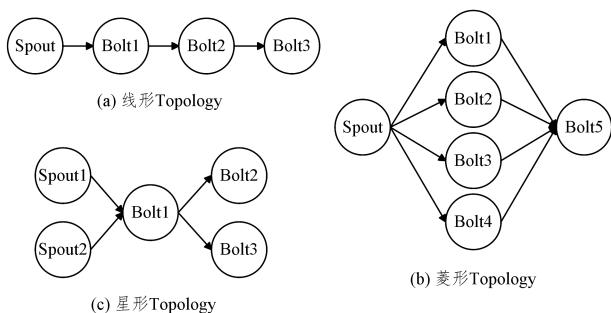 Spout Bolt1 Bolt2 Bolt3
(a) 线形Topology
Spout1
Spout2
Bolt1
Bolt2
Bolt3
(c) 星形Topology
Spout
Bolt1
Bolt2
Bolt3
Bolt4
Bolt5
(b) 菱形Topology